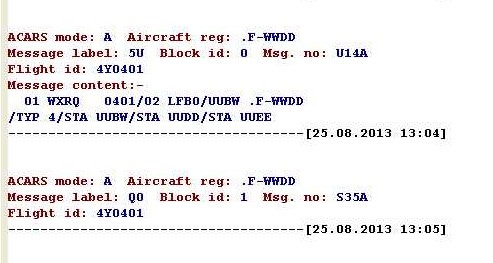 ACARS mode: A  Aircraft reg: .F-WWDD
Message label: 5U  Block id: 0  Msg. no: U14A
Flight id: 4Y0401
Message content:-
  01 WXRQ   0401/02 LFBO/UUBW .F-WWDD
/TYP 4/STA UUBW/STA UUDD/STA UUEE
-------------------------------------[25.08.2013 13:04]
ACARS mode: A  Aircraft reg: .F-WWDD
Message label: Q0  Block id: 1  Msg. no: S35A
Flight id: 4Y0401
-------------------------------------[25.08.2013 13:05]